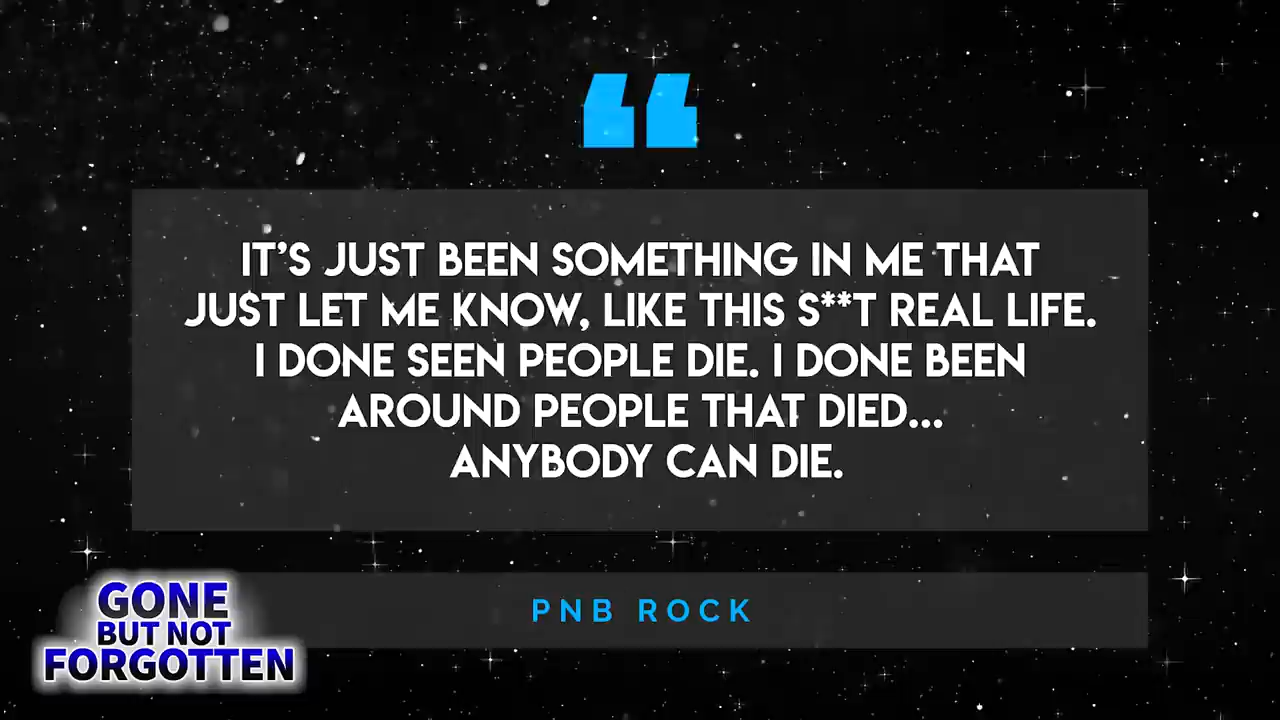 “
IT’S JUST BEEN SOMETHING IN ME THAT
JUST LET ME KNOW, LIKE THIS S**T REAL LIFE.
I DONE SEEN PEOPLE DIE. I DONE BEEN
AROUND PEOPLE THAT DIED...
ANYBODY CAN DIE.
PNB ROCK
GONE
BUT NOT
FORGOTTEN